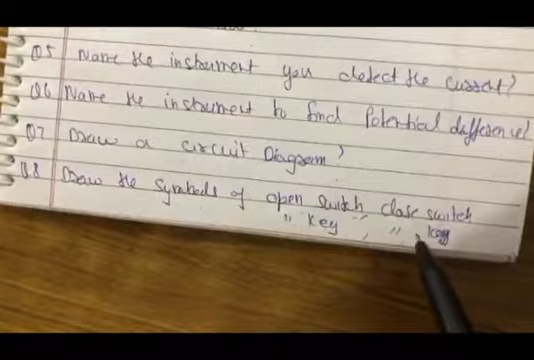 Q5 Name the instrument you detect the current?
Q6 Name the instrument to find Potential difference?
Q7 Draw a circuit Diagram?
Q8 Draw the symbols of open switch close switch
" key , " , key